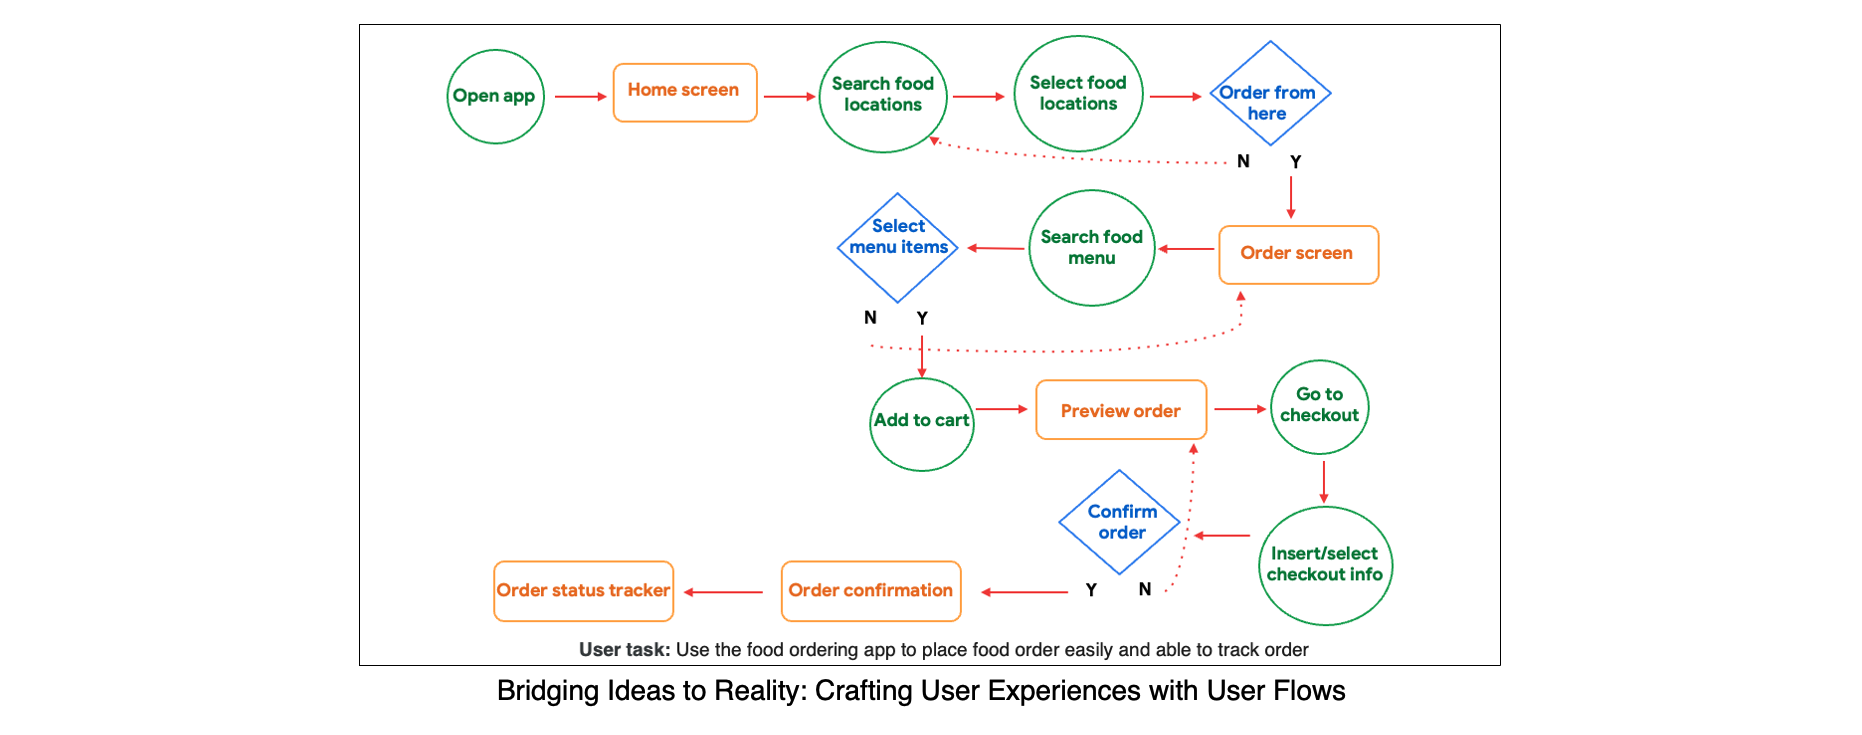 Open app
Home screen
Search food
locations
Select food
locations
Order from
here
N
Y
Select
menu items
Search food
menu
Order screen
N
Y
Add to cart
Preview order
Go to
checkout
Confirm
order
Insert/select
checkout info
Order status tracker
Order confirmation
Y
N
User task: Use the food ordering app to place food order easily and able to track order
Bridging Ideas to Reality: Crafting User Experiences with User Flows